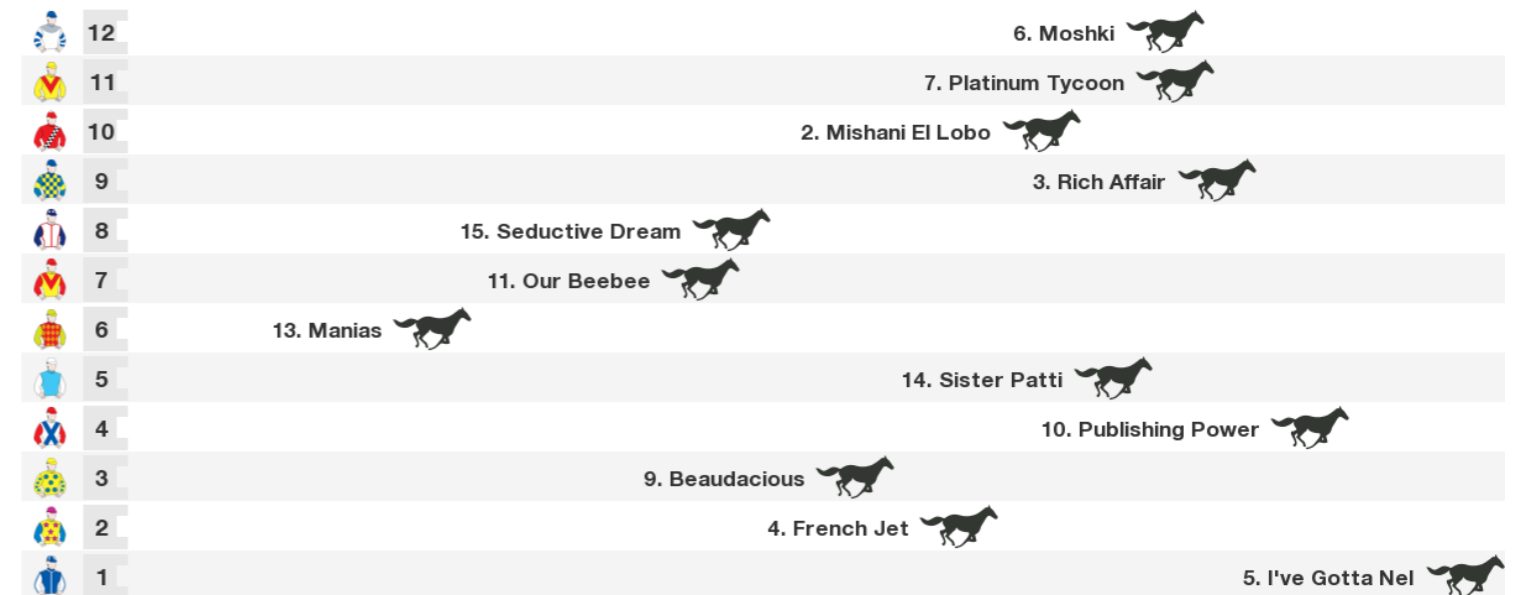 12 6. Moshki
11 7. Platinum Tycoon
10 2. Mishani El Lobo
9 3. Rich Affair
8 15. Seductive Dream
7 11. Our Beebee
6 13. Manias
5 14. Sister Patti
4 10. Publishing Power
3 9. Beaudacious
2 4. French Jet
1 5. I've Gotta Nel